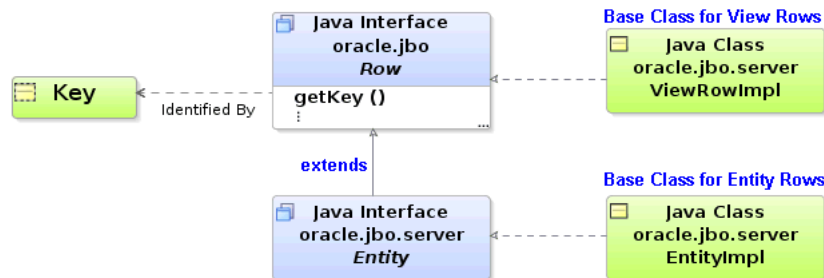 Base Class for View Rows
Java Interface
oracle.jbo
Row
getKey ()
⋮
...
Java Class
oracle.jbo.server
ViewRowImpl
Key
Identified By
extends
Base Class for Entity Rows
Java Interface
oracle.jbo.server
Entity
Java Class
oracle.jbo.server
EntityImpl